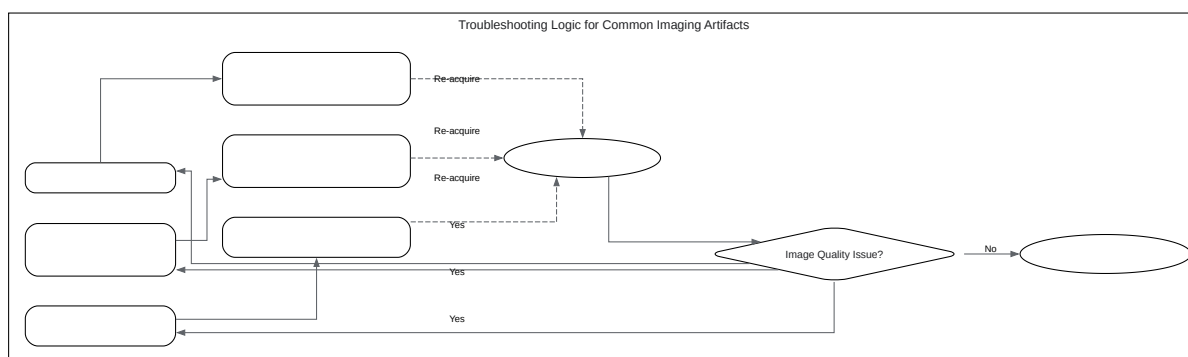 Troubleshooting Logic for Common Imaging Artifacts
Re-acquire
Re-acquire
Re-acquire
Yes
Image Quality Issue?
No
Yes
Yes